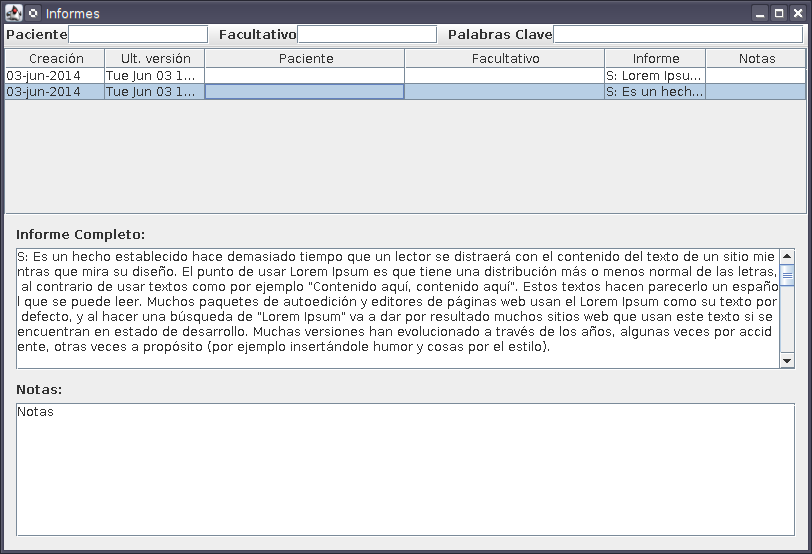 Informes
Paciente Facultativo Palabras Clave
Creación Ult. versión Paciente Facultativo Informe Notas
03-jun-2014 Tue Jun 03 1... S: Lorem Ipsu...
03-jun-2014 Tue Jun 03 1... S: Es un hech...
Informe Completo:
S: Es un hecho establecido hace demasiado tiempo que un lector se distraerá con el contenido del texto de un sitio mie
ntras que mira su diseño. El punto de usar Lorem Ipsum es que tiene una distribución más o menos normal de las letras,
al contrario de usar textos como por ejemplo "Contenido aquí, contenido aquí". Estos textos hacen parecerlo un españo
l que se puede leer. Muchos paquetes de autoedición y editores de páginas web usan el Lorem Ipsum como su texto por
defecto, y al hacer una búsqueda de "Lorem Ipsum" va a dar por resultado muchos sitios web que usan este texto si se
encuentran en estado de desarrollo. Muchas versiones han evolucionado a través de los años, algunas veces por accid
ente, otras veces a propósito (por ejemplo insertándole humor y cosas por el estilo).
Notas:
Notas